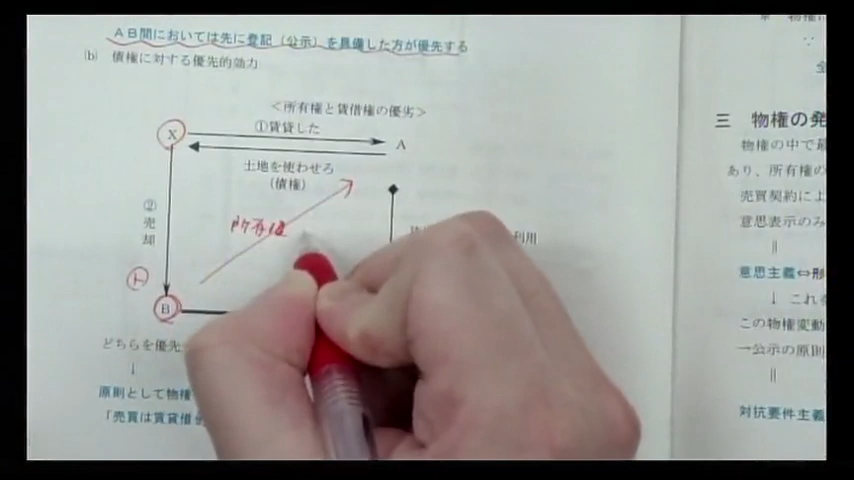 ＡＢ間においては先に登記（公示）を具備した方が優先する
(b) 債権に対する優先的効力
＜所有権と賃借権の優劣＞
X
①賃貸した
A
土地を使わせろ
（債権）
②売却
所有権
利用
ト
B
どちらを優先
↓
原則として物権
「売買は賃貸借
物権
∵
全
三 物権の発
物権の中で最
あり、所有権の
売買契約によ
意思表示のみ
||
意思主義⇔形
↓ これを
この物権変動
→公示の原則
||
対抗要件主義